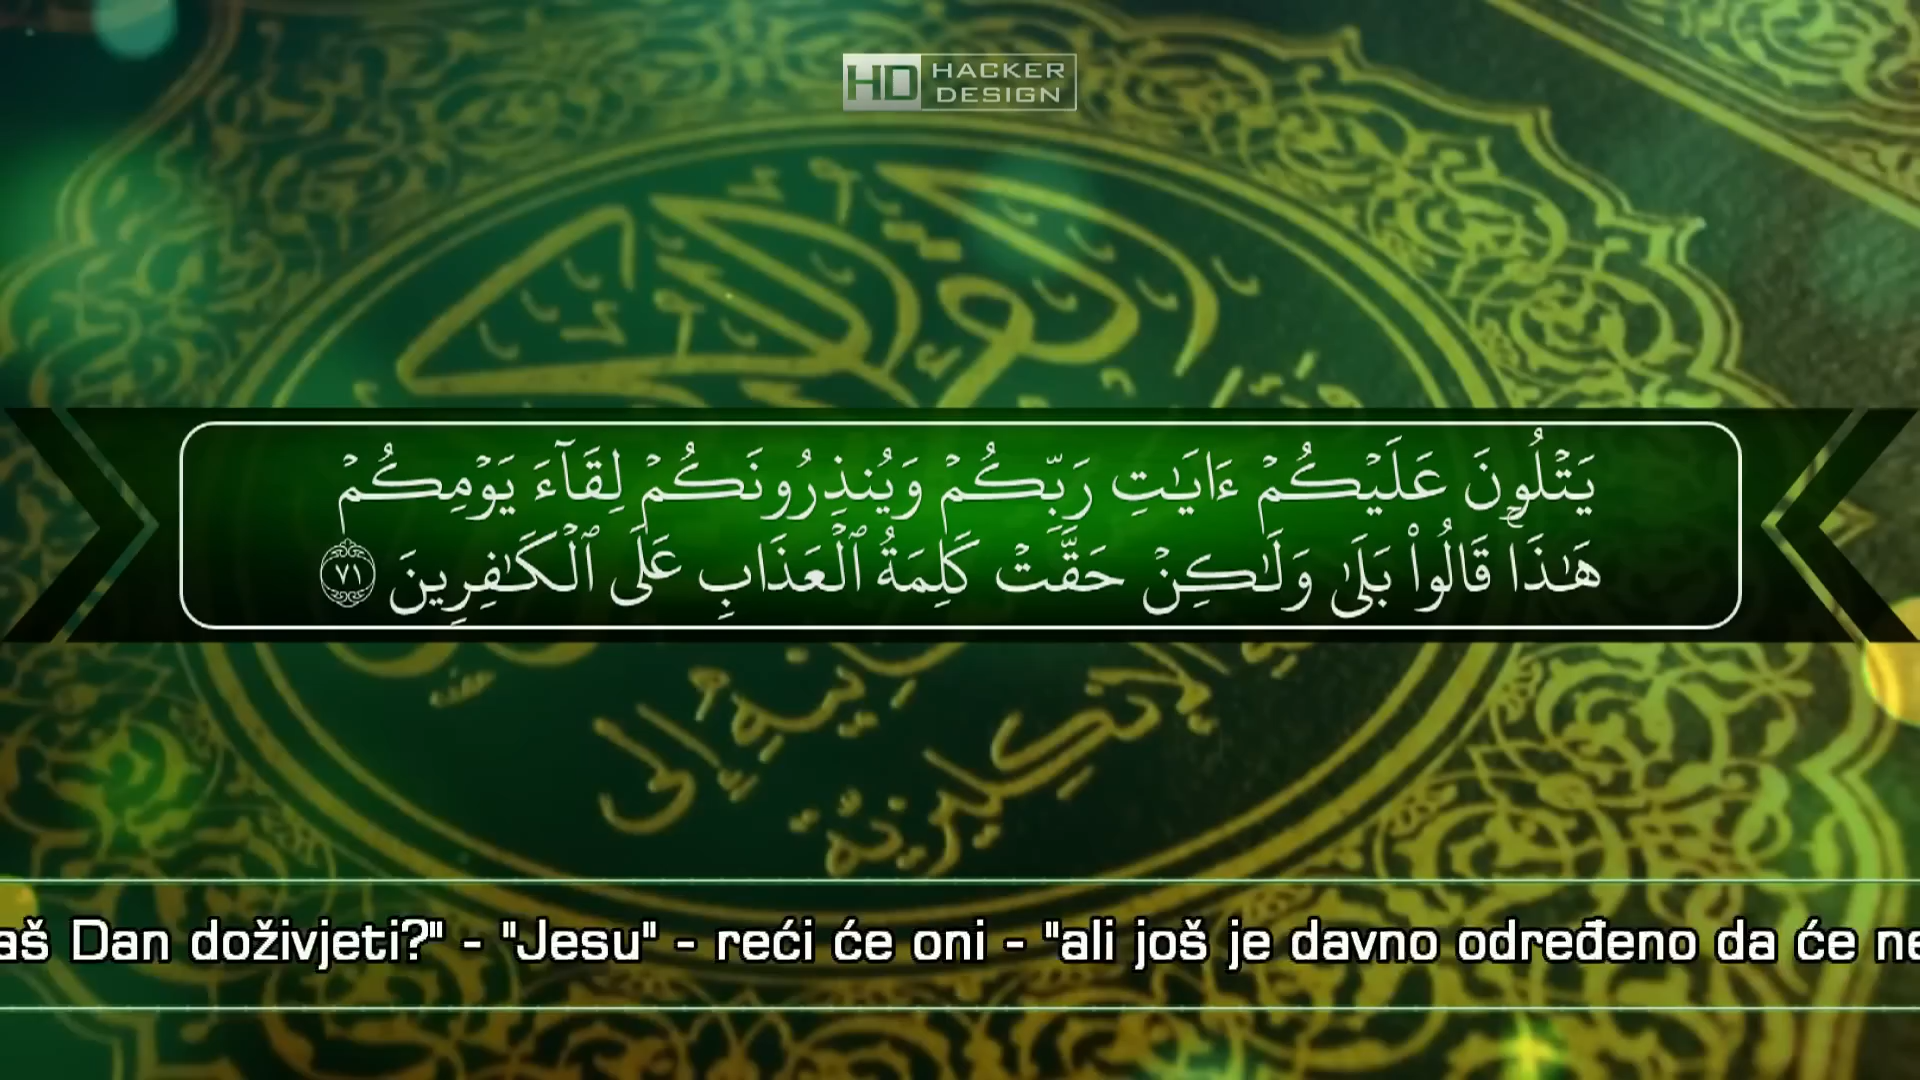 HD HACKER
DESIGN
يَتْلُونَ عَلَيْكُمْ ءَايَـٰتِ رَبِّكُمْ وَيُنذِرُونَكُمْ لِقَآءَ يَوْمِكُمْ
هَـٰذَا ۚ قَالُوا۟ بَلَىٰ وَلَـٰكِنْ حَقَّتْ كَلِمَةُ ٱلْعَذَابِ عَلَى ٱلْكَـٰفِرِينَ ٧١
aš Dan doživjeti?" - "Jesu" - reći će oni - "ali još je davno određeno da će ne